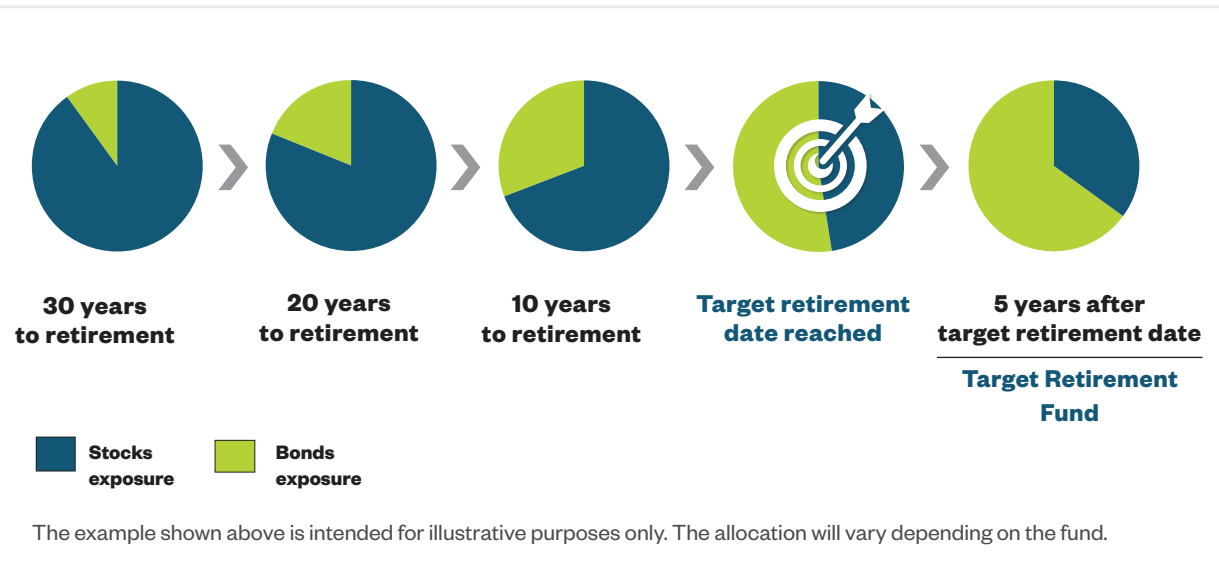 30 years
to retirement
20 years
to retirement
10 years
to retirement
Target retirement
date reached
5 years after
target retirement date
Target Retirement
Fund
Stocks
exposure
Bonds
exposure
The example shown above is intended for illustrative purposes only. The allocation will vary depending on the fund.